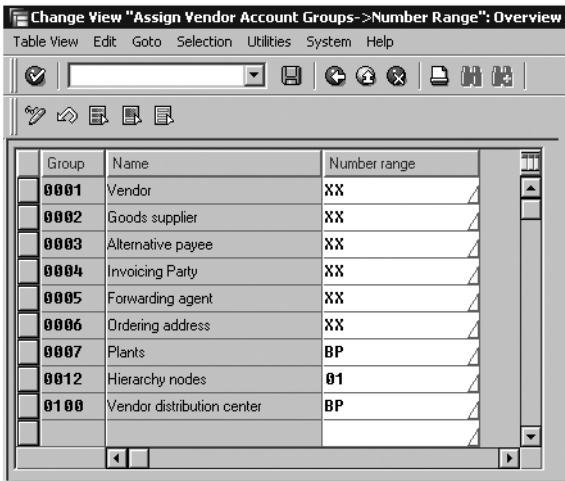 Change View "Assign Vendor Account Groups->Number Range": Overview
Table View Edit Goto Selection Utilities System Help
Group Name Number range
0001 Vendor XX
0002 Goods supplier XX
0003 Alternative payee XX
0004 Invoicing Party XX
0005 Forwarding agent XX
0006 Ordering address XX
0007 Plants BP
0012 Hierarchy nodes 01
0100 Vendor distribution center BP